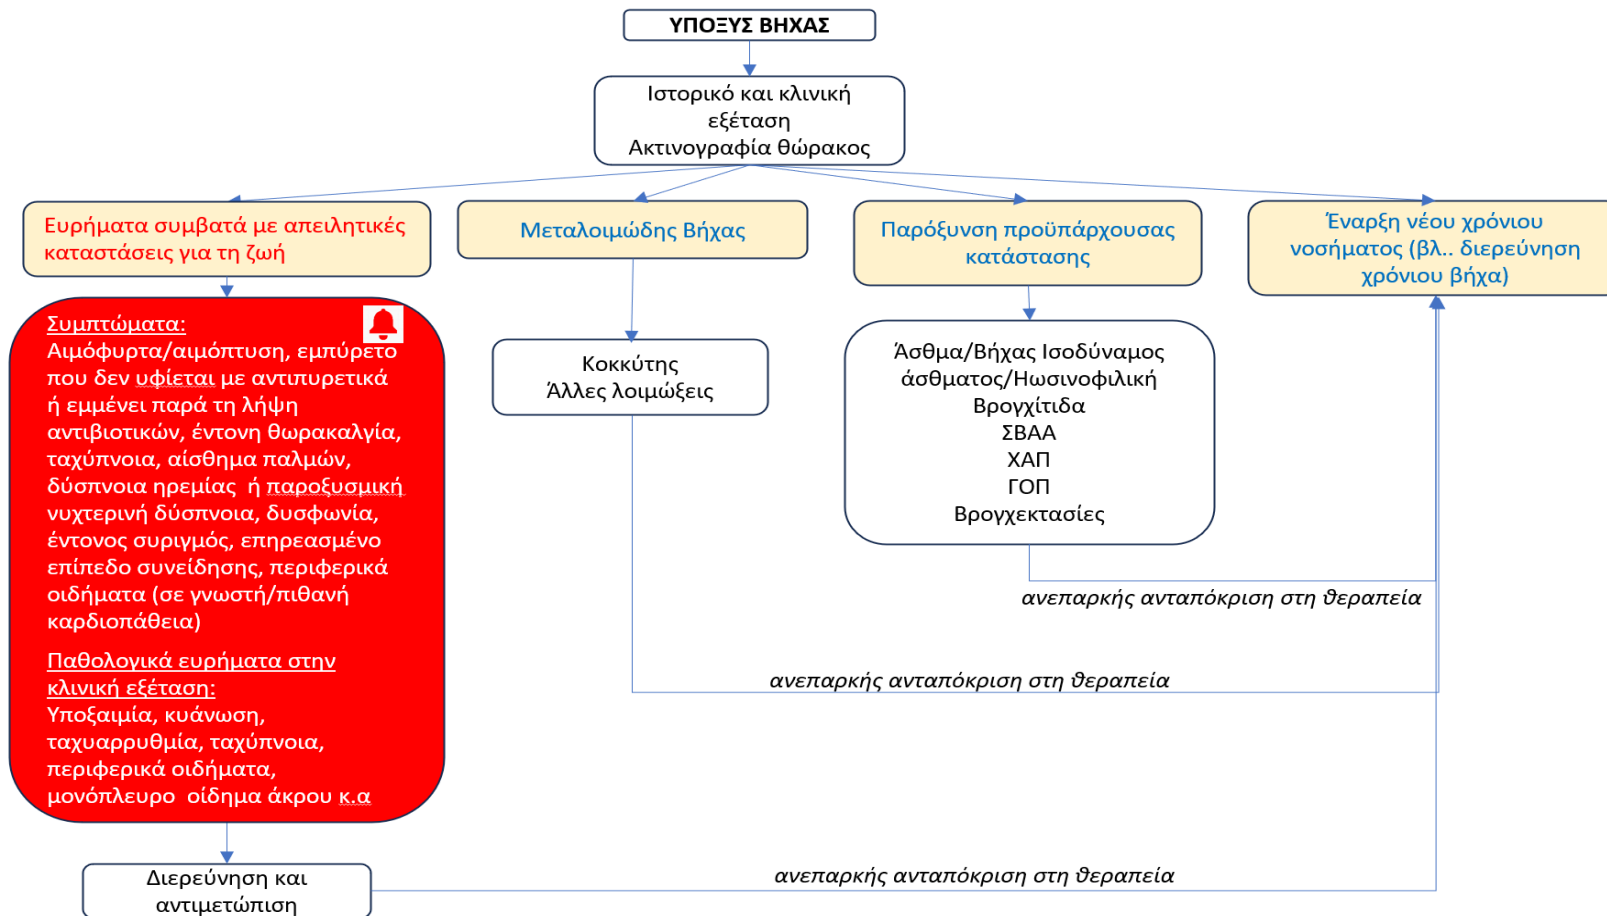 ΥΠΟΞΥΣ ΒΗΧΑΣ
Ιστορικό και κλινική
εξέταση
Ακτινογραφία θώρακος
Ευρήματα συμβατά με απειλητικές
καταστάσεις για τη ζωή
Μεταλοιμώδης Βήχας
Παρόξυνση προϋπάρχουσας
κατάστασης
Έναρξη νέου χρόνιου
νοσήματος (βλ.. διερεύνηση
χρόνιου βήχα)
Συμπτώματα:
Αιμόφυρτα/αιμόπτυση, εμπύρετο
που δεν υφίεται με αντιπυρετικά
ή εμμένει παρά τη λήψη
αντιβιοτικών, έντονη θωρακαλγία,
ταχύπνοια, αίσθημα παλμών,
δύσπνοια ηρεμίας ή παροξυσμική
νυχτερινή δύσπνοια, δυσφωνία,
έντονος συριγμός, επηρεασμένο
επίπεδο συνείδησης, περιφερικά
οιδήματα (σε γνωστή/πιθανή
καρδιοπάθεια)
Παθολογικά ευρήματα στην
κλινική εξέταση:
Υποξαιμία, κυάνωση,
ταχυαρρυθμία, ταχύπνοια,
περιφερικά οιδήματα,
μονόπλευρο οίδημα άκρου κ.α
Κοκκύτης
Άλλες λοιμώξεις
Άσθμα/Βήχας Ισοδύναμος
άσθματος/Ηωσινοφιλική
Βρογχίτιδα
ΣΒΑΑ
ΧΑΠ
ΓΟΠ
Βρογχεκτασίες
ανεπαρκής ανταπόκριση στη θεραπεία
ανεπαρκής ανταπόκριση στη θεραπεία
Διερεύνηση και
αντιμετώπιση
ανεπαρκής ανταπόκριση στη θεραπεία